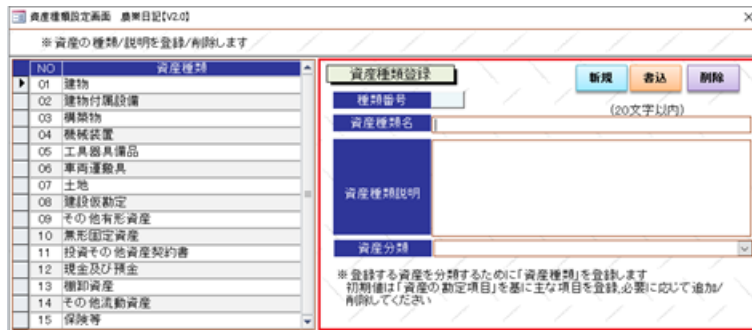 資産種類設定画面 農業日記【V2.0】
※資産の種類/説明を登録/削除します
NO 資産種類
01 建物
02 建物付属設備
03 構築物
04 機械装置
05 工具器具備品
06 車両運搬具
07 土地
08 建設仮勘定
09 その他有形資産
10 無形固定資産
11 投資その他資産契約書
12 現金及び預金
13 棚卸資産
14 その他流動資産
15 保険等
資産種類登録
新規 書込 削除
種類番号
(20文字以内)
資産種類名
資産種類説明
資産分類
※登録する資産を分類するために「資産種類」を登録します
初期値は「資産の勘定項目」を基に主な項目を登録,必要に応じて追加/
削除してください